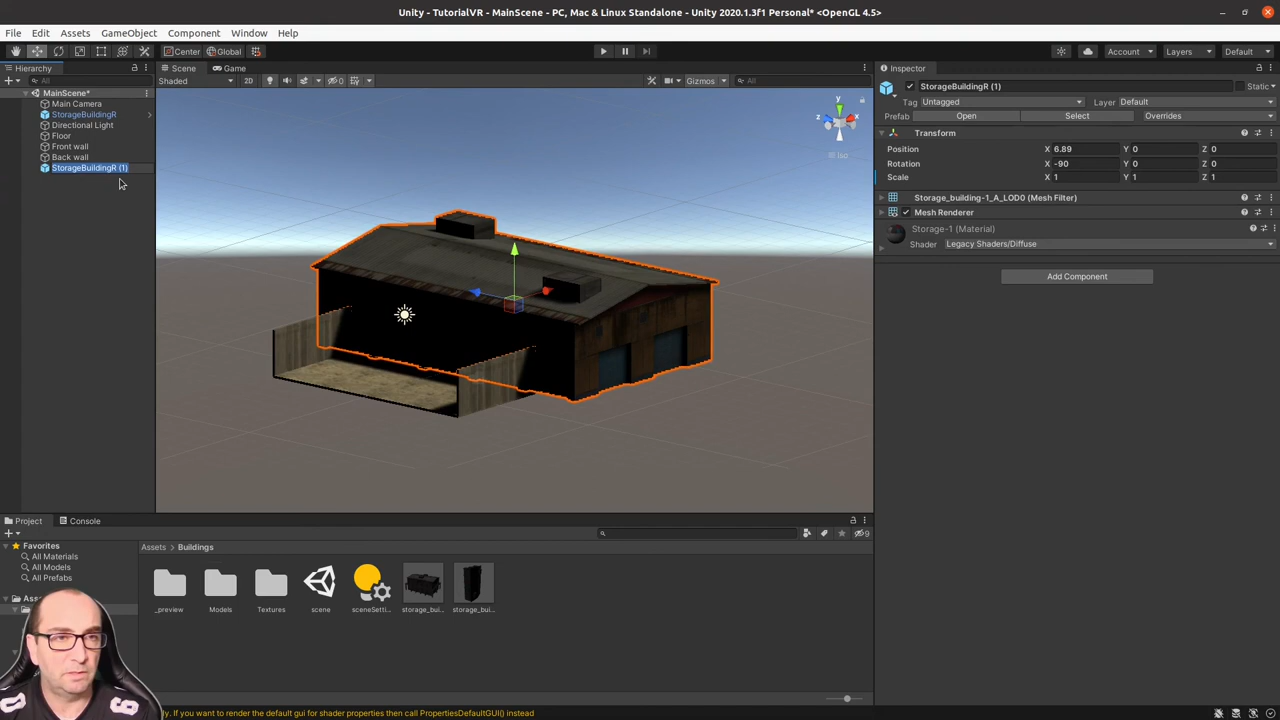 Unity - TutorialVR - MainScene - PC, Mac & Linux Standalone - Unity 2020.1.3f1 Personal* <OpenGL 4.5>
File Edit Assets GameObject Component Window Help
Center Global Account Layers Default
Hierarchy
All
MainScene*
Main Camera
StorageBuildingR
Directional Light
Floor
Front wall
Back wall
StorageBuildingR (1)
Scene Game
Shaded 2D 0 Gizmos All
y
z x
Iso
Inspector
StorageBuildingR (1) Static
Tag Untagged Layer Default
Prefab Open Select Overrides
Transform
Position X 6.89 Y 0 Z 0
Rotation X -90 Y 0 Z 0
Scale X 1 Y 1 Z 1
Storage_building-1_A_LOD0 (Mesh Filter)
Mesh Renderer
Storage-1 (Material)
Shader Legacy Shaders/Diffuse
Add Component
Project Console
9
Favorites
All Materials
All Models
All Prefabs
Assets > Buildings
_preview Models Textures scene sceneSetti... storage_bui... storage_bui...
If you want to render the default gui for shader properties then call PropertiesDefaultGUI() instead